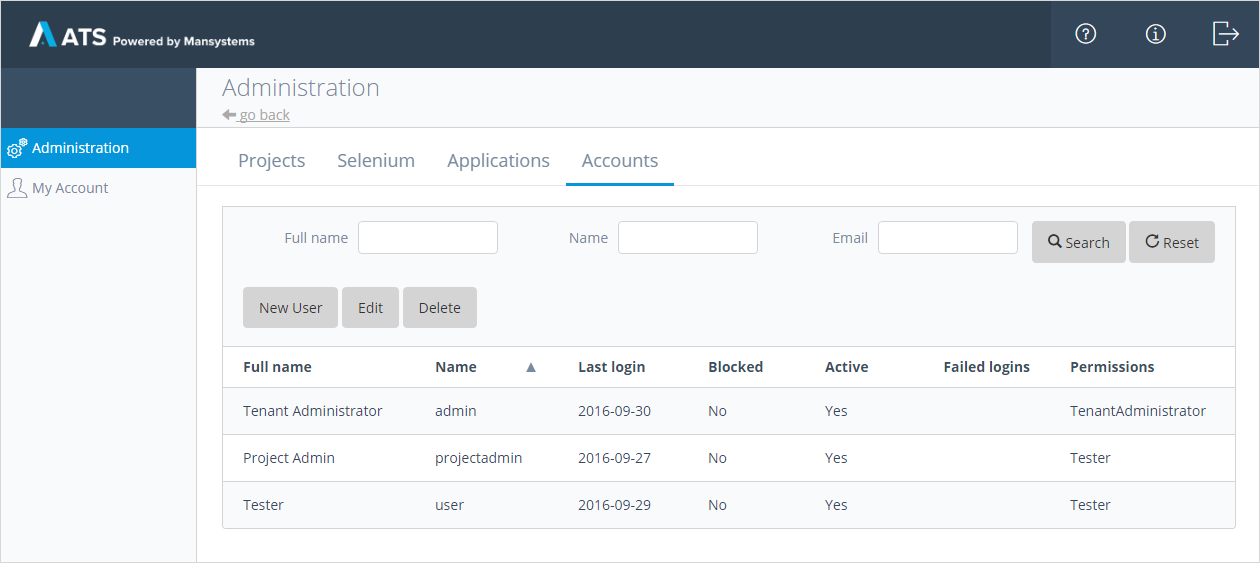 ATS Powered by Mansystems
Administration
go back
Administration
My Account
Projects Selenium Applications Accounts
Full name Name Email Search Reset
New User Edit Delete
Full name Name Last login Blocked Active Failed logins Permissions
Tenant Administrator admin 2016-09-30 No Yes TenantAdministrator
Project Admin projectadmin 2016-09-27 No Yes Tester
Tester user 2016-09-29 No Yes Tester